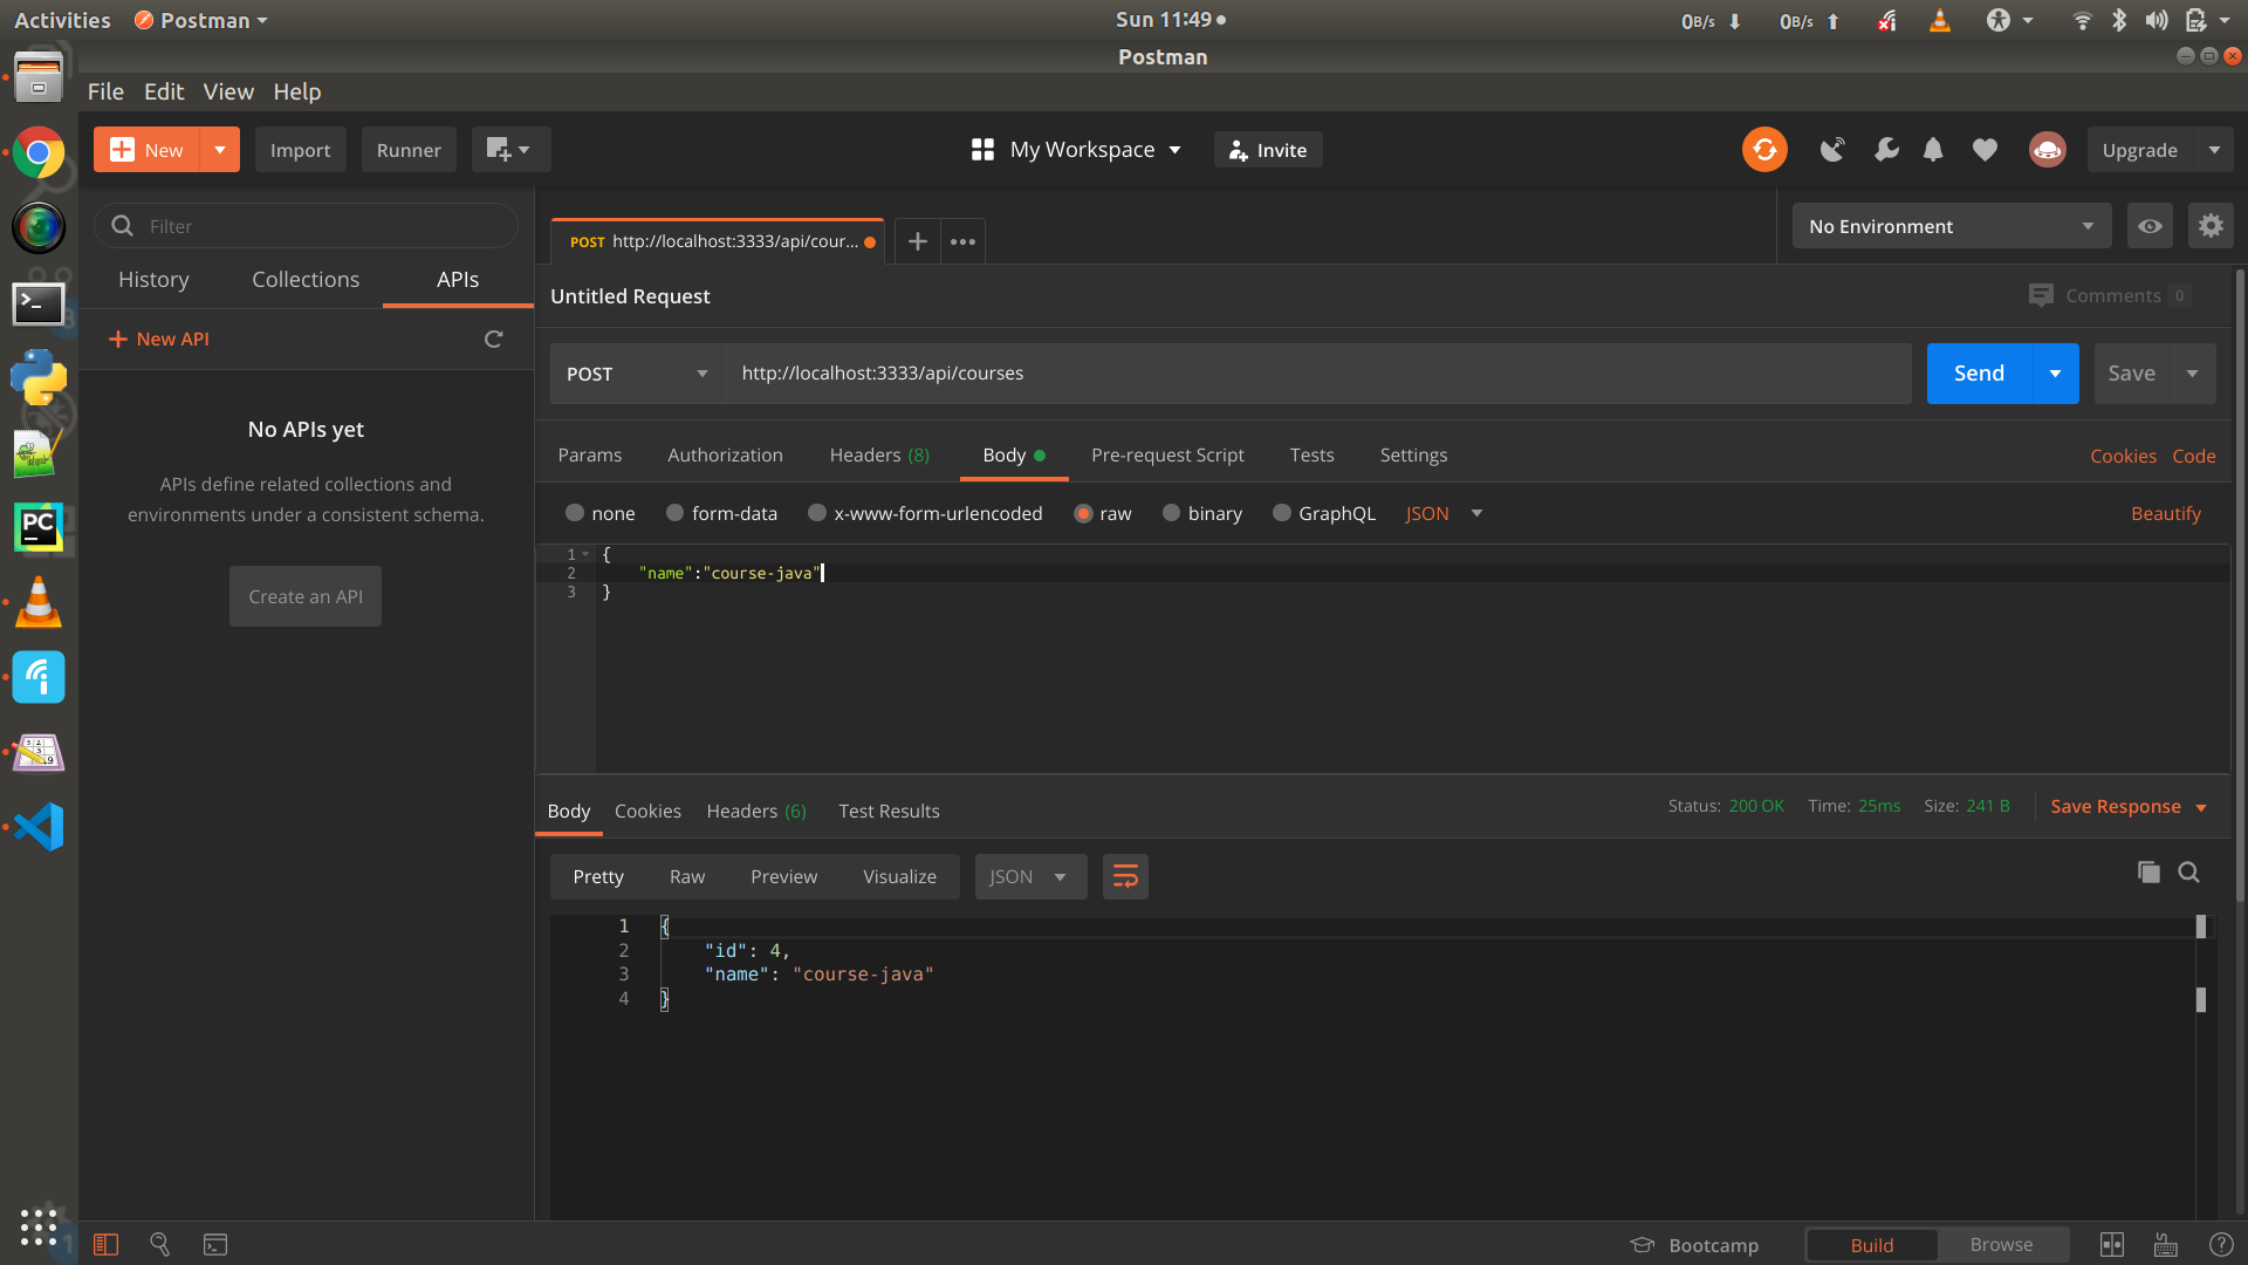 Activities Postman Sun 11:49 0B/s 0B/s
Postman
File Edit View Help
New Import Runner My Workspace Invite Upgrade
Filter
History Collections APIs
New API
No APIs yet
APIs define related collections and
environments under a consistent schema.
Create an API
POST http://localhost:3333/api/cour... No Environment
Untitled Request Comments 0
POST http://localhost:3333/api/courses Send Save
Params Authorization Headers (8) Body Pre-request Script Tests Settings Cookies Code
none form-data x-www-form-urlencoded raw binary GraphQL JSON Beautify
1 {
2 "name":"course-java"
3 }
Body Cookies Headers (6) Test Results Status: 200 OK Time: 25ms Size: 241 B Save Response
Pretty Raw Preview Visualize JSON
1 {
2 "id": 4,
3 "name": "course-java"
4 }
Bootcamp Build Browse